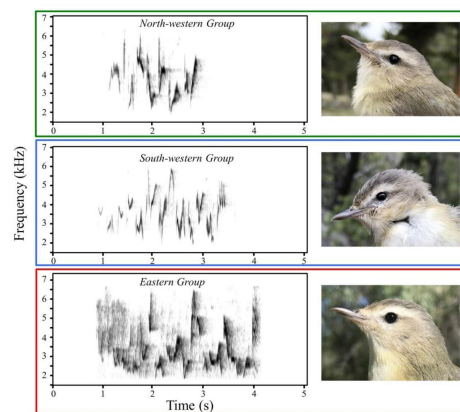 North-western Group
7
6
5
4
3
2
0 1 2 3 4 5
South-western Group
7
6
5
4
3
2
0 1 2 3 4 5
Eastern Group
7
6
5
4
3
2
0 1 2 3 4 5
Frequency (kHz)
Time (s)